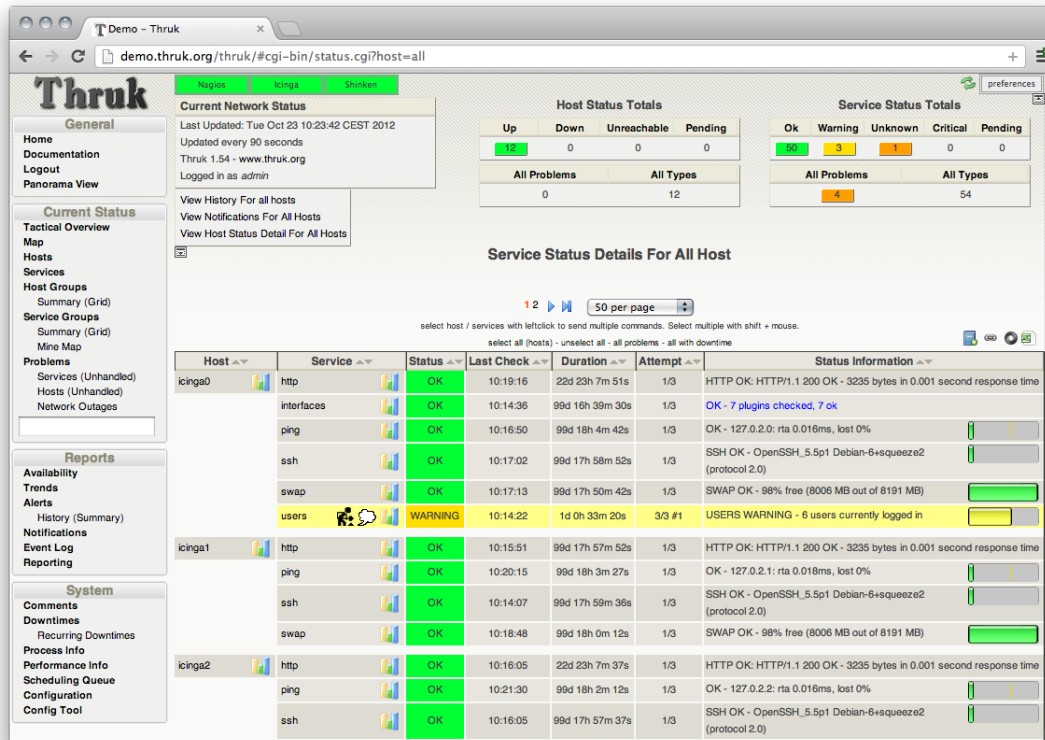 Demo – Thruk
demo.thruk.org/thruk/#cgi-bin/status.cgi?host=all
Thruk
General
Home
Documentation
Logout
Panorama View
Current Status
Tactical Overview
Map
Hosts
Services
Host Groups
Summary (Grid)
Service Groups
Summary (Grid)
Mine Map
Problems
Services (Unhandled)
Hosts (Unhandled)
Network Outages
Reports
Availability
Trends
Alerts
History (Summary)
Notifications
Event Log
Reporting
System
Comments
Downtimes
Recurring Downtimes
Process Info
Performance Info
Scheduling Queue
Configuration
Config Tool
Nagios Icinga Shinken
Current Network Status
Last Updated: Tue Oct 23 10:23:42 CEST 2012
Updated every 90 seconds
Thruk 1.54 - www.thruk.org
Logged in as admin
View History For all hosts
View Notifications For All Hosts
View Host Status Detail For All Hosts
Host Status Totals
Up Down Unreachable Pending
12 0 0 0
All Problems All Types
0 12
Service Status Totals
Ok Warning Unknown Critical Pending
50 3 1 0 0
All Problems All Types
4 54
preferences
Service Status Details For All Host
1 2 50 per page
select host / services with leftclick to send multiple commands. Select multiple with shift + mouse.
select all (hosts) - unselect all - all problems - all with downtime
Host Service Status Last Check Duration Attempt Status Information
icinga0 http OK 10:19:16 22d 23h 7m 51s 1/3 HTTP OK: HTTP/1.1 200 OK - 3235 bytes in 0.001 second response time
interfaces OK 10:14:36 99d 16h 39m 30s 1/3 OK - 7 plugins checked, 7 ok
ping OK 10:16:50 99d 18h 4m 42s 1/3 OK - 127.0.2.0: rta 0.016ms, lost 0%
ssh OK 10:17:02 99d 17h 58m 52s 1/3 SSH OK - OpenSSH_5.5p1 Debian-6+squeeze2
(protocol 2.0)
swap OK 10:17:13 99d 17h 50m 42s 1/3 SWAP OK - 98% free (8006 MB out of 8191 MB)
users WARNING 10:14:22 1d 0h 33m 20s 3/3 #1 USERS WARNING - 6 users currently logged in
icinga1 http OK 10:15:51 99d 17h 57m 52s 1/3 HTTP OK: HTTP/1.1 200 OK - 3235 bytes in 0.001 second response time
ping OK 10:20:15 99d 18h 3m 27s 1/3 OK - 127.0.2.1: rta 0.018ms, lost 0%
ssh OK 10:14:07 99d 17h 59m 36s 1/3 SSH OK - OpenSSH_5.5p1 Debian-6+squeeze2
(protocol 2.0)
swap OK 10:18:48 99d 18h 0m 12s 1/3 SWAP OK - 98% free (8006 MB out of 8191 MB)
icinga2 http OK 10:16:05 22d 23h 7m 37s 1/3 HTTP OK: HTTP/1.1 200 OK - 3235 bytes in 0.001 second response time
ping OK 10:21:30 99d 18h 2m 12s 1/3 OK - 127.0.2.2: rta 0.016ms, lost 0%
ssh OK 10:16:05 99d 17h 57m 37s 1/3 SSH OK - OpenSSH_5.5p1 Debian-6+squeeze2
(protocol 2.0)